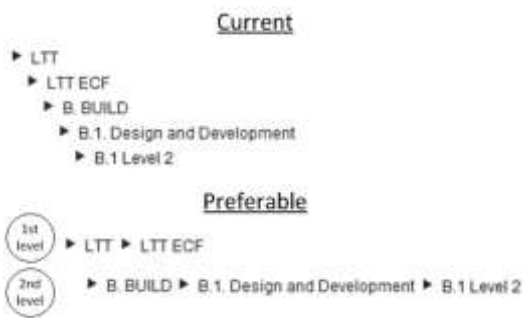 Current
LTT
LTT ECF
B. BUILD
B.1. Design and Development
B.1 Level 2
Preferable
1st level
LTT LTT ECF
2nd level
B. BUILD B.1. Design and Development B.1 Level 2